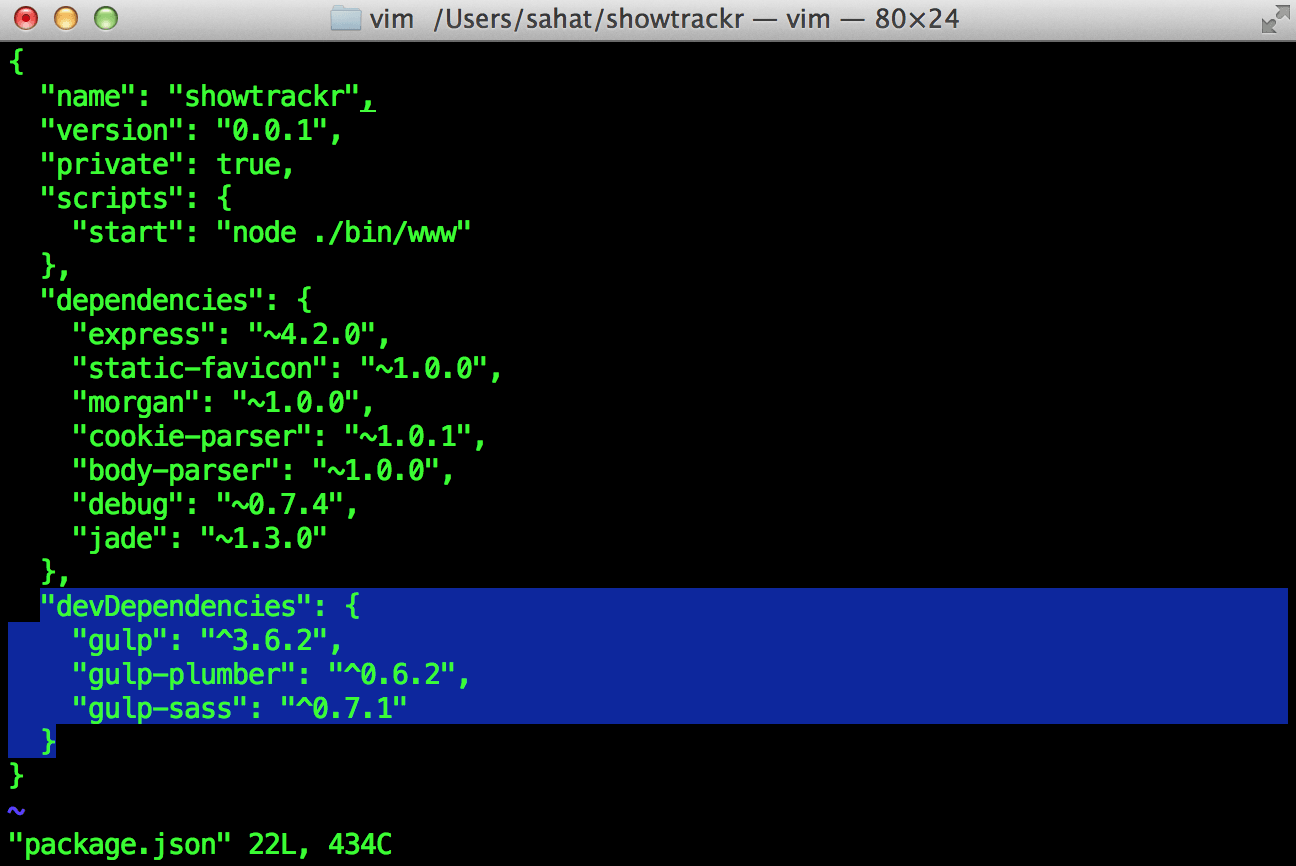 vim /Users/sahat/showtrackr — vim — 80×24
{
  "name": "showtrackr",
  "version": "0.0.1",
  "private": true,
  "scripts": {
    "start": "node ./bin/www"
  },
  "dependencies": {
    "express": "~4.2.0",
    "static-favicon": "~1.0.0",
    "morgan": "~1.0.0",
    "cookie-parser": "~1.0.1",
    "body-parser": "~1.0.0",
    "debug": "~0.7.4",
    "jade": "~1.3.0"
  },
  "devDependencies": {
    "gulp": "^3.6.2",
    "gulp-plumber": "^0.6.2",
    "gulp-sass": "^0.7.1"
  }
}
~
"package.json" 22L, 434C